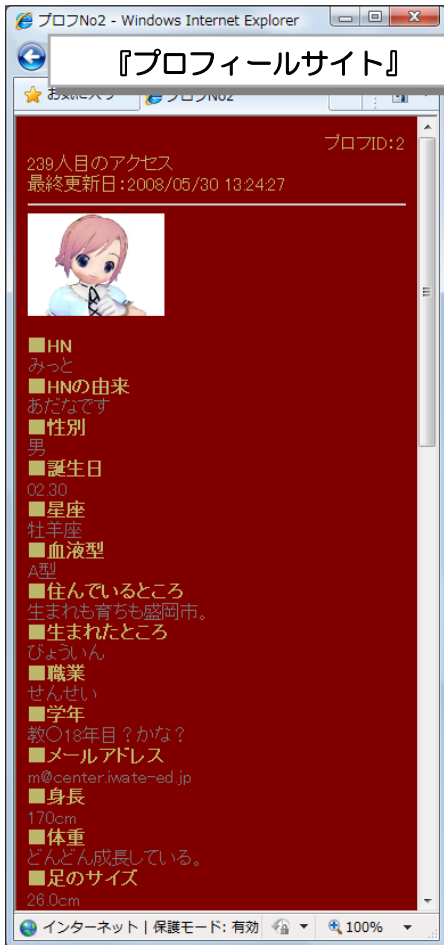 プロフNo2 - Windows Internet Explorer
『プロフィールサイト』
お気に入り
プロフNo2
プロフID:2
239人目のアクセス
最終更新日:2008/05/30 13:24:27
■HN
みっと
■HNの由来
あだなです
■性別
男
■誕生日
02.30
■星座
牡羊座
■血液型
A型
■住んでいるところ
生まれも育ちも盛岡市。
■生まれたところ
びょういん
■職業
せんせい
■学年
教〇18年目?かな?
■メールアドレス
m@center.iwate-ed.jp
■身長
170cm
■体重
どんどん成長している。
■足のサイズ
26.0cm
インターネット | 保護モード: 有効
100%